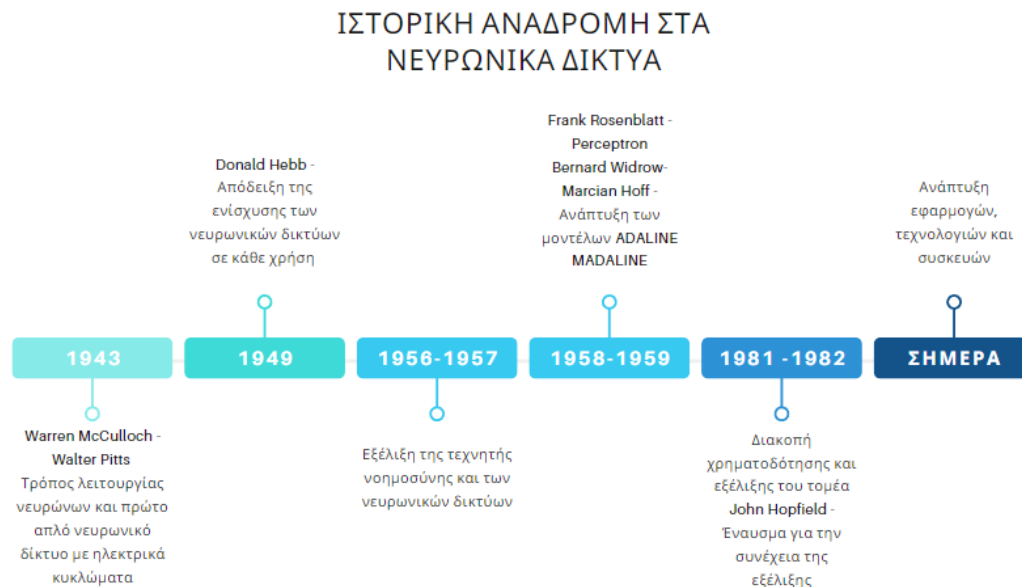 ΙΣΤΟΡΙΚΗ ΑΝΑΔΡΟΜΗ ΣΤΑ
ΝΕΥΡΩΝΙΚΑ ΔΙΚΤΥΑ
Donald Hebb -
Απόδειξη της
ενίσχυσης των
νευρωνικών δικτύων
σε κάθε χρήση
Frank Rosenblatt -
Perceptron
Bernard Widrow-
Marcian Hoff -
Ανάπτυξη των
μοντέλων ADALINE
MADALINE
Ανάπτυξη
εφαρμογών,
τεχνολογιών και
συσκευών
1943
1949
1956-1957
1958-1959
1981 -1982
ΣΗΜΕΡΑ
Warren McCulloch -
Walter Pitts
Τρόπος λειτουργίας
νευρώνων και πρώτο
απλό νευρωνικό
δίκτυο με ηλεκτρικά
κυκλώματα
Εξέλιξη της τεχνητής
νοημοσύνης και των
νευρωνικών δικτύων
Διακοπή
χρηματοδότησης και
εξέλιξης του τομέα
John Hopfield -
Έναυσμα για την
συνέχεια της
εξέλιξης